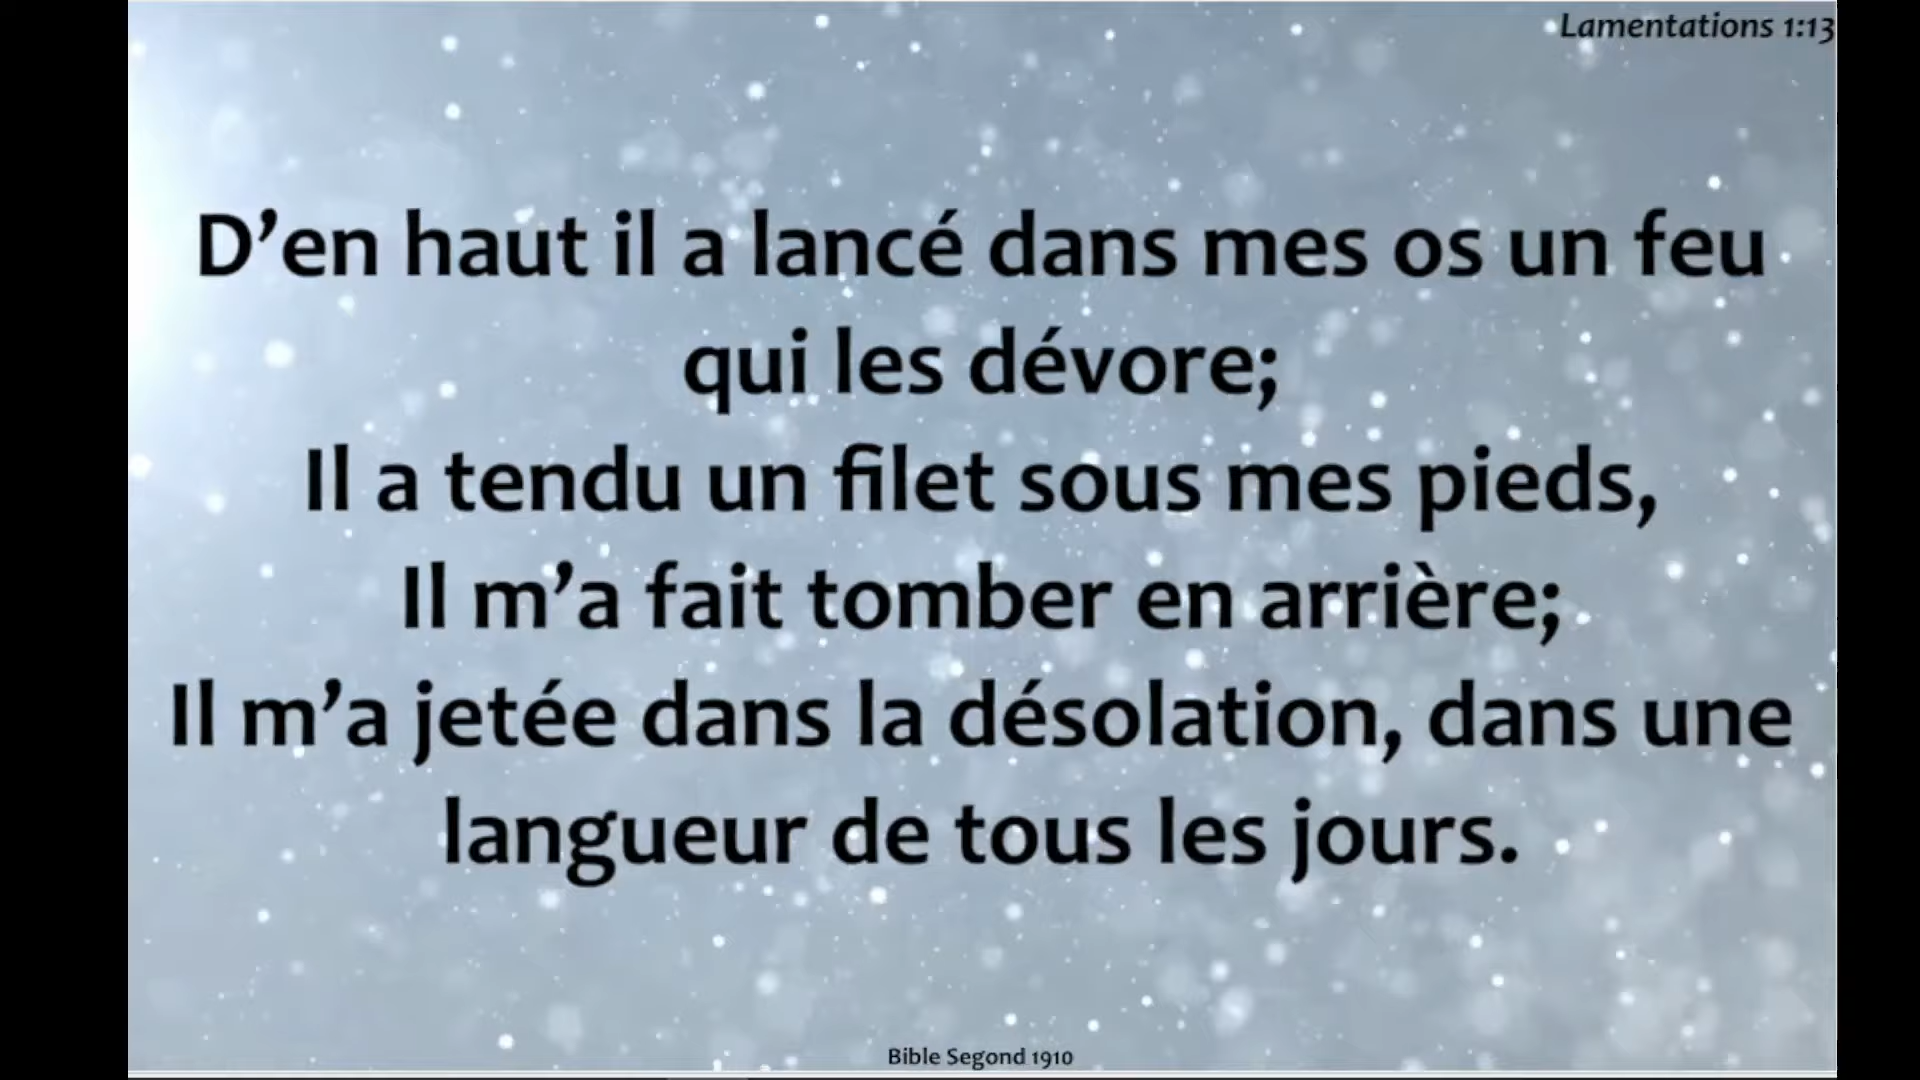 Lamentations 1:13
D’en haut il a lancé dans mes os un feu
qui les dévore;
Il a tendu un filet sous mes pieds,
Il m’a fait tomber en arrière;
Il m’a jetée dans la désolation, dans une
langueur de tous les jours.
Bible Segond 1910